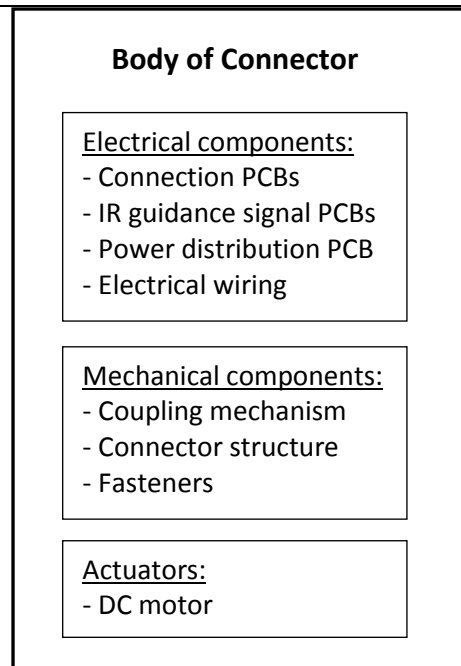 Body of Connector
Electrical components:
- Connection PCBs
- IR guidance signal PCBs
- Power distribution PCB
- Electrical wiring
Mechanical components:
- Coupling mechanism
- Connector structure
- Fasteners
Actuators:
- DC motor